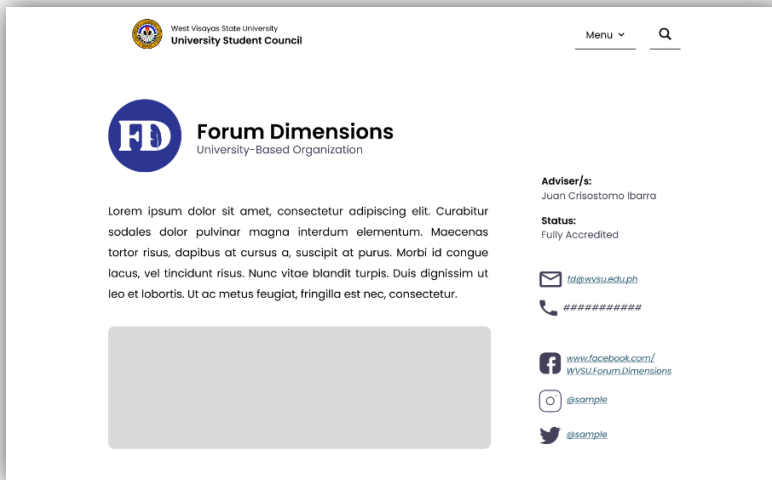 West Visayas State University
University Student Council
Menu
FD
Forum Dimensions
University-Based Organization
Lorem ipsum dolor sit amet, consectetur adipiscing elit. Curabitur
sodales dolor pulvinar magna interdum elementum. Maecenas
tortor risus, dapibus at cursus a, suscipit at purus. Morbi id congue
lacus, vel tincidunt risus. Nunc vitae blandit turpis. Duis dignissim ut
leo et lobortis. Ut ac metus feugiat, fringilla est nec, consectetur.
Adviser/s:
Juan Crisostomo Ibarra
Status:
Fully Accredited
fd@wvsu.edu.ph
###########
www.facebook.com/
WVSU.Forum.Dimensions
@sample
@sample